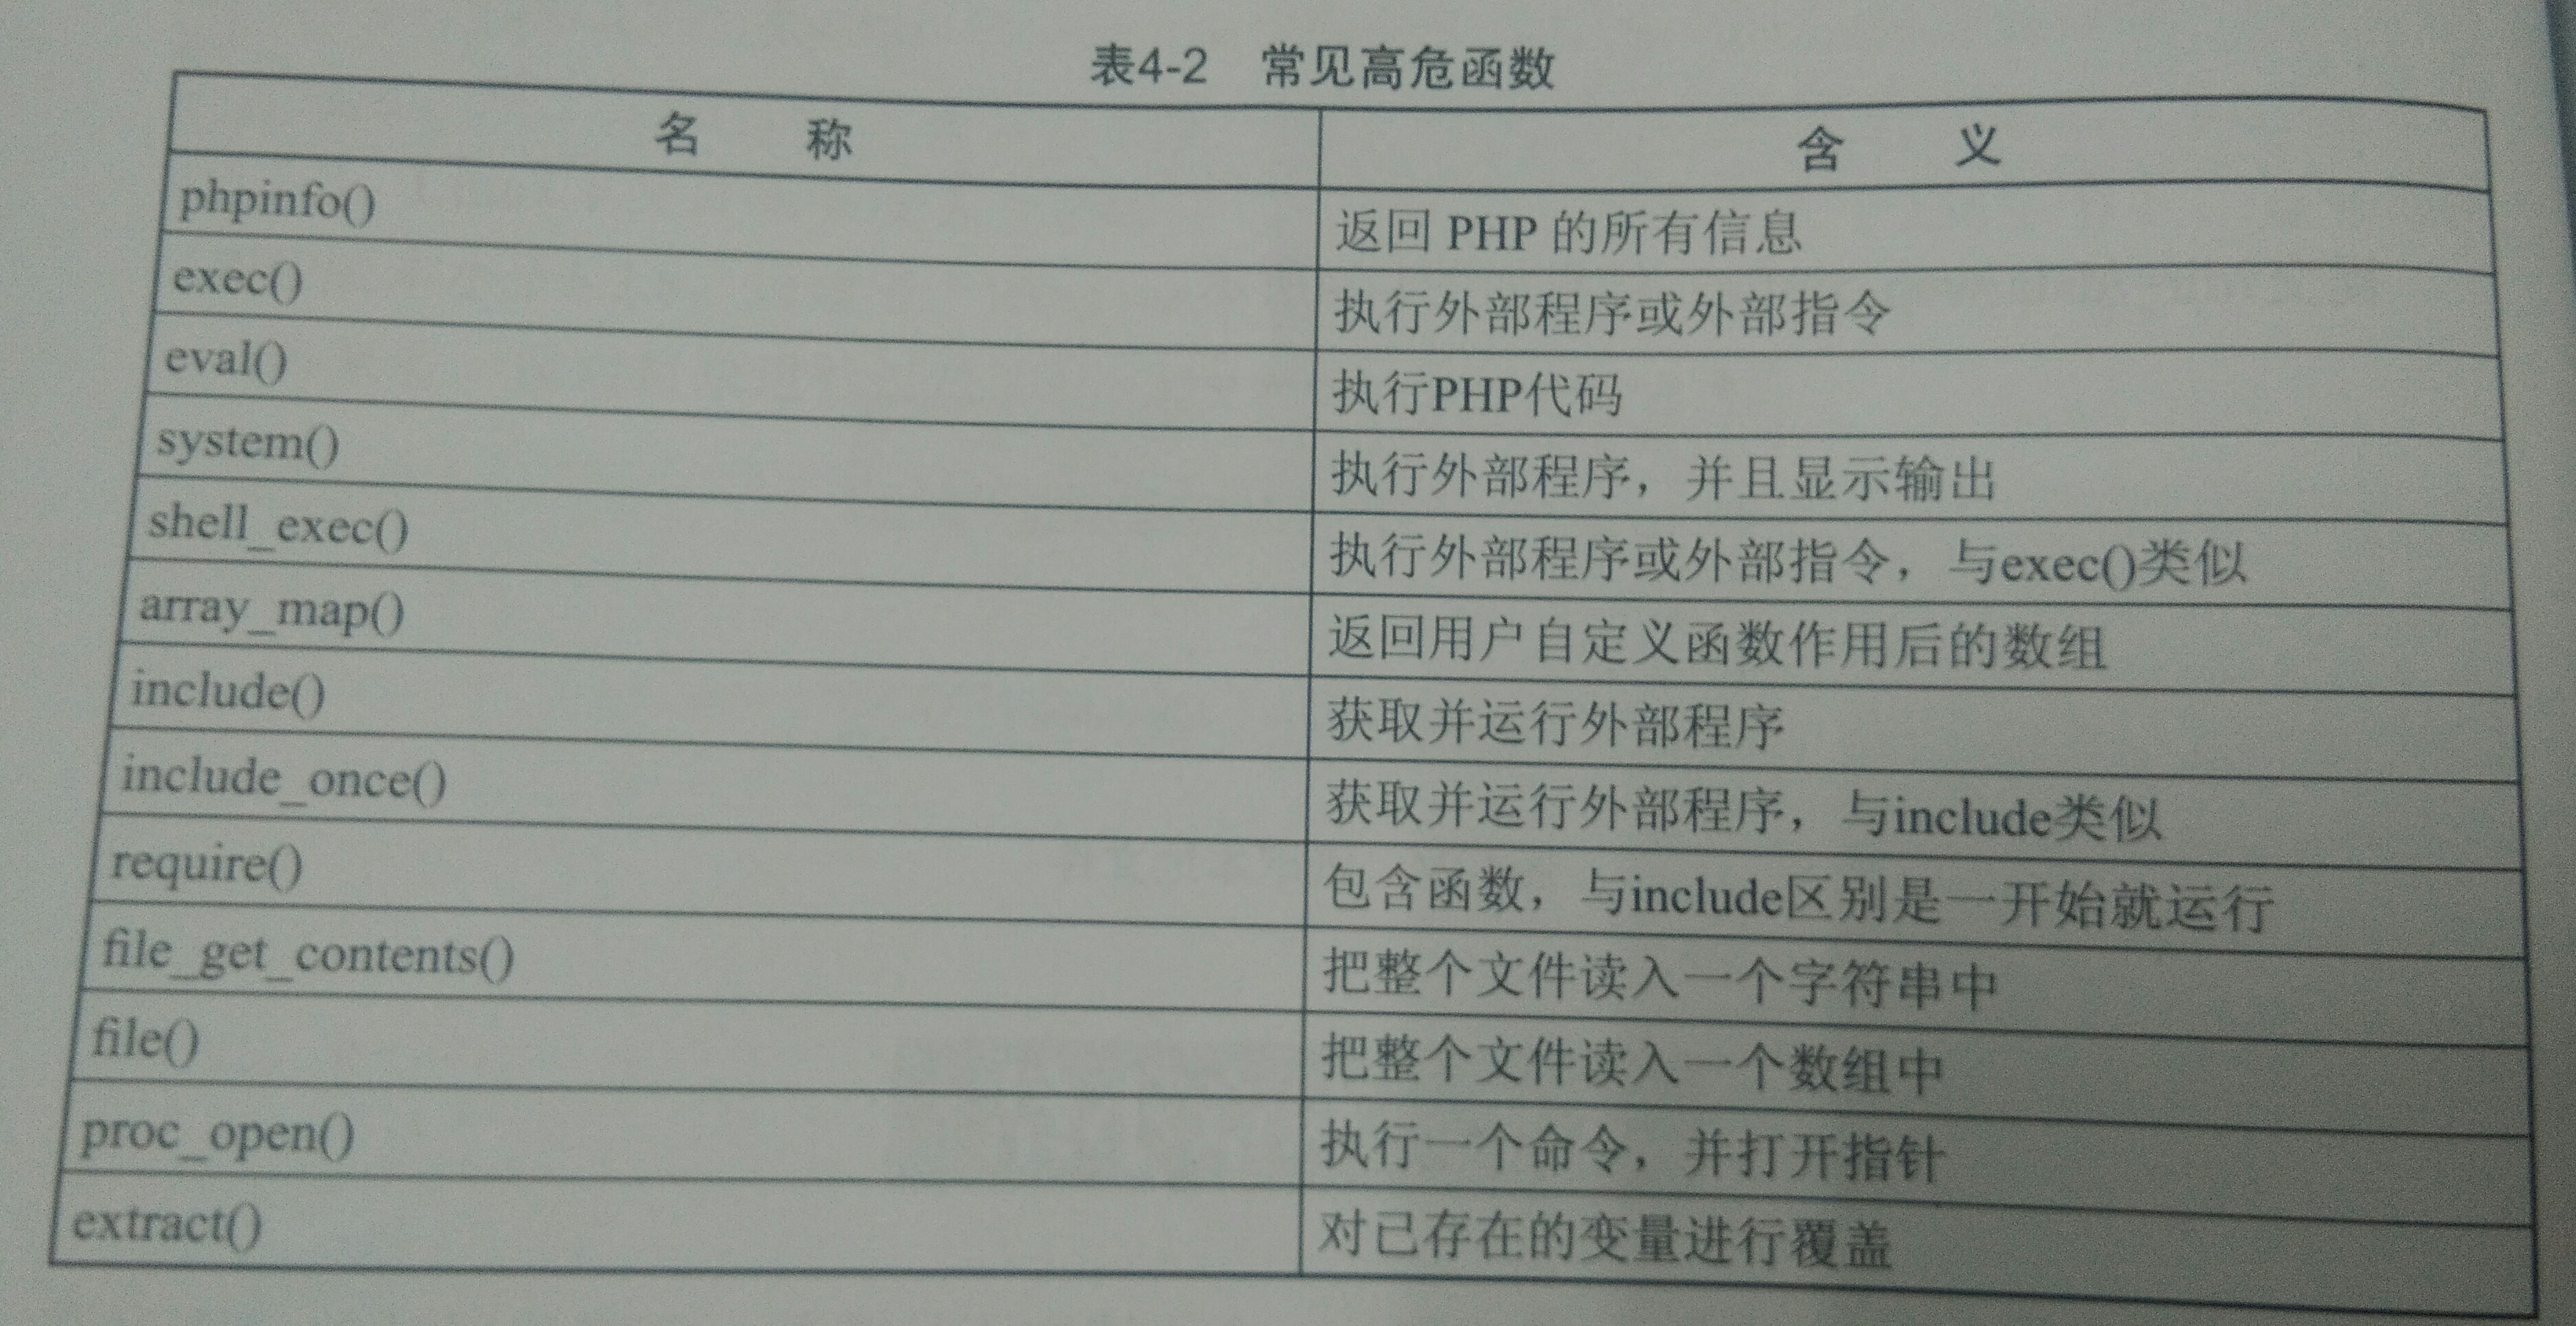 表4-2 常见高危函数
名 称 含 义
phpinfo() 返回 PHP 的所有信息
exec() 执行外部程序或外部指令
eval() 执行PHP代码
system() 执行外部程序，并且显示输出
shell_exec() 执行外部程序或外部指令，与exec()类似
array_map() 返回用户自定义函数作用后的数组
include() 获取并运行外部程序
include_once() 获取并运行外部程序，与include类似
require() 包含函数，与include区别是一开始就运行
file_get_contents() 把整个文件读入一个字符串中
file() 把整个文件读入一个数组中
proc_open() 执行一个命令，并打开指针
extract() 对已存在的变量进行覆盖